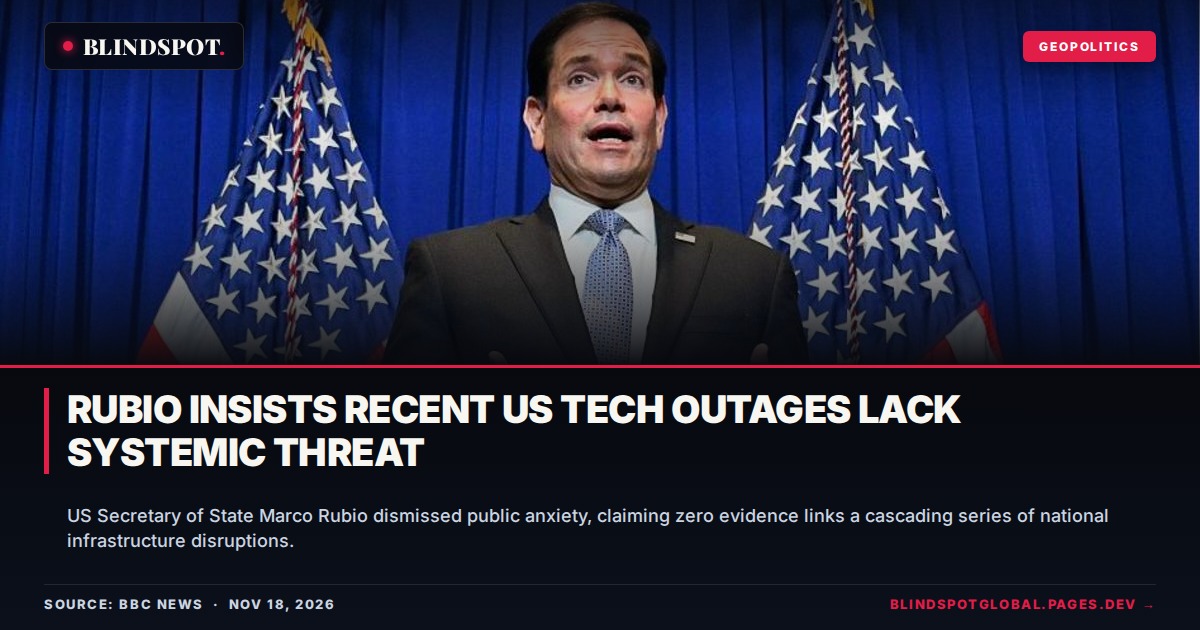 BLINDSPOT.
GEOPOLITICS
RUBIO INSISTS RECENT US TECH OUTAGES LACK
SYSTEMIC THREAT
US Secretary of State Marco Rubio dismissed public anxiety, claiming zero evidence links a cascading series of national
infrastructure disruptions.
SOURCE: BBC NEWS · NOV 18, 2026
BLINDSPOTGLOBAL.PAGES.DEV →